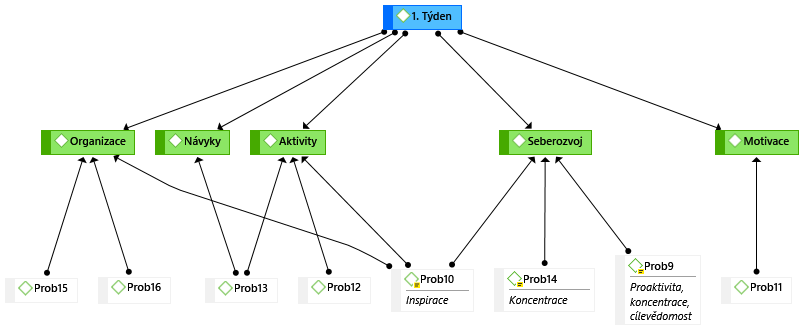 1. Týden
Organizace
Návyky
Aktivity
Seberozvoj
Motivace
Prob15
Prob16
Prob13
Prob12
Prob10
Inspirace
Prob14
Koncentrace
Prob9
Proaktivita,
koncentrace,
cílevědomost
Prob11